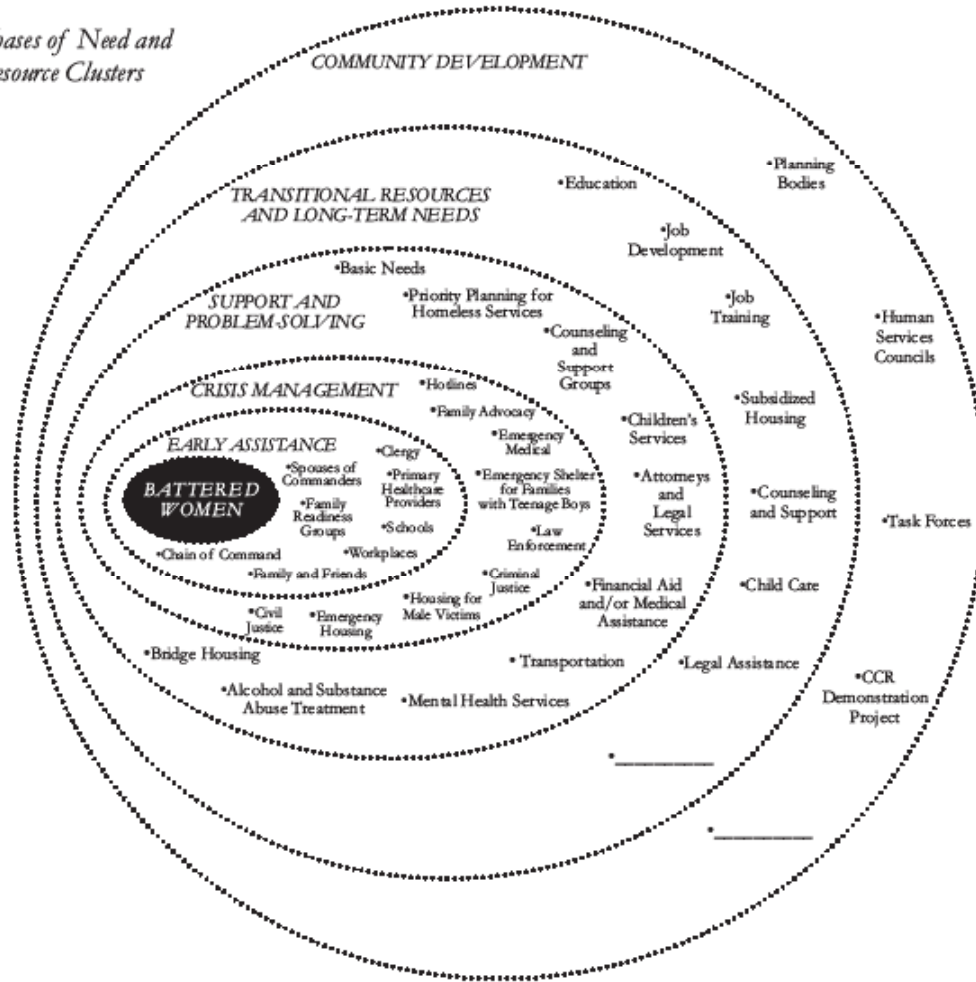 hases of Need and
esource Clusters
COMMUNITY DEVELOPMENT
•Planning
Bodies
•Human
Services
Councils
•Task Forces
•CCR
Demonstration
Project
•__________
TRANSITIONAL RESOURCES
AND LONG-TERM NEEDS
•Education
•Job
Development
•Job
Training
•Subsidized
Housing
•Counseling
and Support
•Child Care
•Legal Assistance
•__________
SUPPORT AND
PROBLEM-SOLVING
•Basic Needs
•Priority Planning for
Homeless Services
•Counseling
and
Support
Groups
•Children's
Services
•Attorneys
and
Legal
Services
•Financial Aid
and/or Medical
Assistance
•Transportation
•Mental Health Services
•Alcohol and Substance
Abuse Treatment
•Bridge Housing
CRISIS MANAGEMENT
•Hotlines
•Family Advocacy
•Emergency
Medical
•Emergency Shelter
for Families
with Teenage Boys
•Law
Enforcement
•Criminal
Justice
•Housing for
Male Victims
•Emergency
Housing
•Civil
Justice
EARLY ASSISTANCE
•Clergy
•Spouses of
Commanders
•Primary
Healthcare
Providers
•Family
Readiness
Groups
•Schools
•Workplaces
•Chain of Command
•Family and Friends
BATTERED
WOMEN